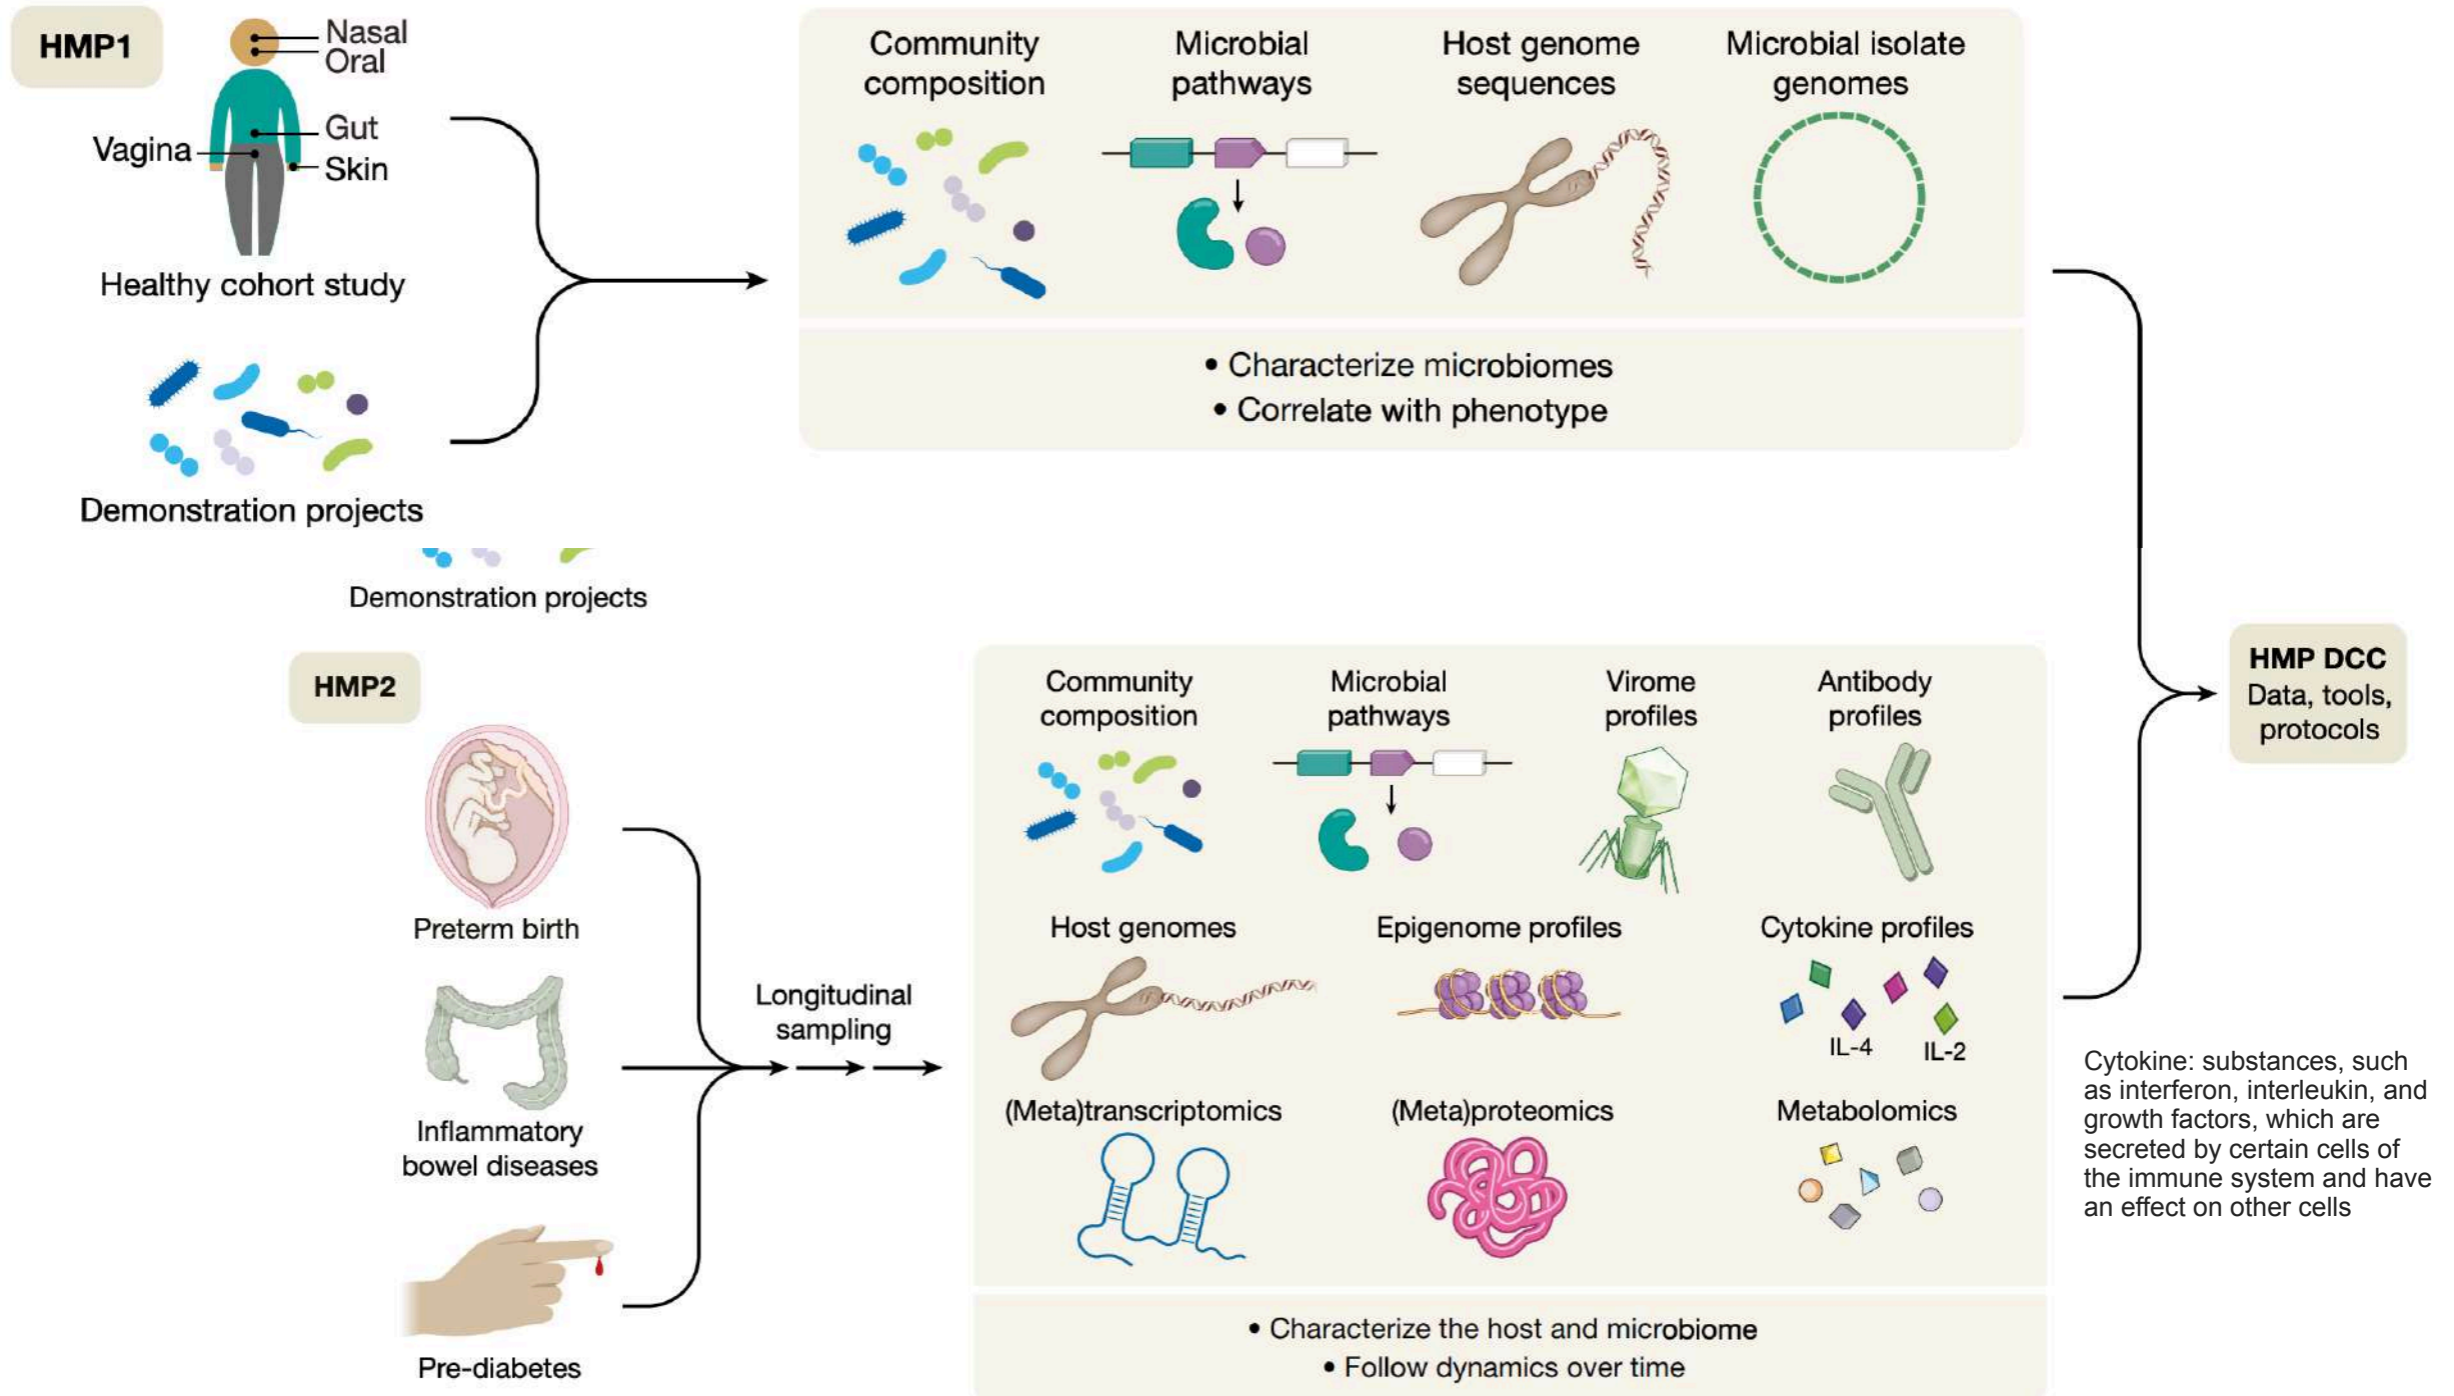 HMP1
Nasal
Oral
Gut
Vagina
Skin
Healthy cohort study
Demonstration projects
Community
composition
Microbial
pathways
Host genome
sequences
Microbial isolate
genomes
• Characterize microbiomes
• Correlate with phenotype
Demonstration projects
HMP2
Preterm birth
Inflammatory
bowel diseases
Pre-diabetes
Longitudinal
sampling
Community
composition
Microbial
pathways
Virome
profiles
Antibody
profiles
Host genomes
Epigenome profiles
Cytokine profiles
IL-4
IL-2
(Meta)transcriptomics
(Meta)proteomics
Metabolomics
• Characterize the host and microbiome
• Follow dynamics over time
HMP DCC
Data, tools,
protocols
Cytokine: substances, such
as interferon, interleukin, and
growth factors, which are
secreted by certain cells of
the immune system and have
an effect on other cells